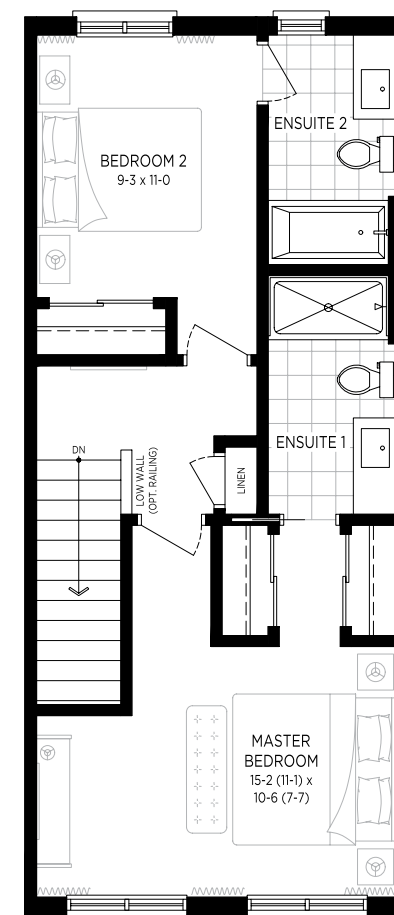 ENSUITE 2
BEDROOM 2
9-3 x 11-0
ENSUITE 1
DN
LOW WALL
(OPT. RAILING)
LINEN
MASTER
BEDROOM
15-2 (11-1) x
10-6 (7-7)